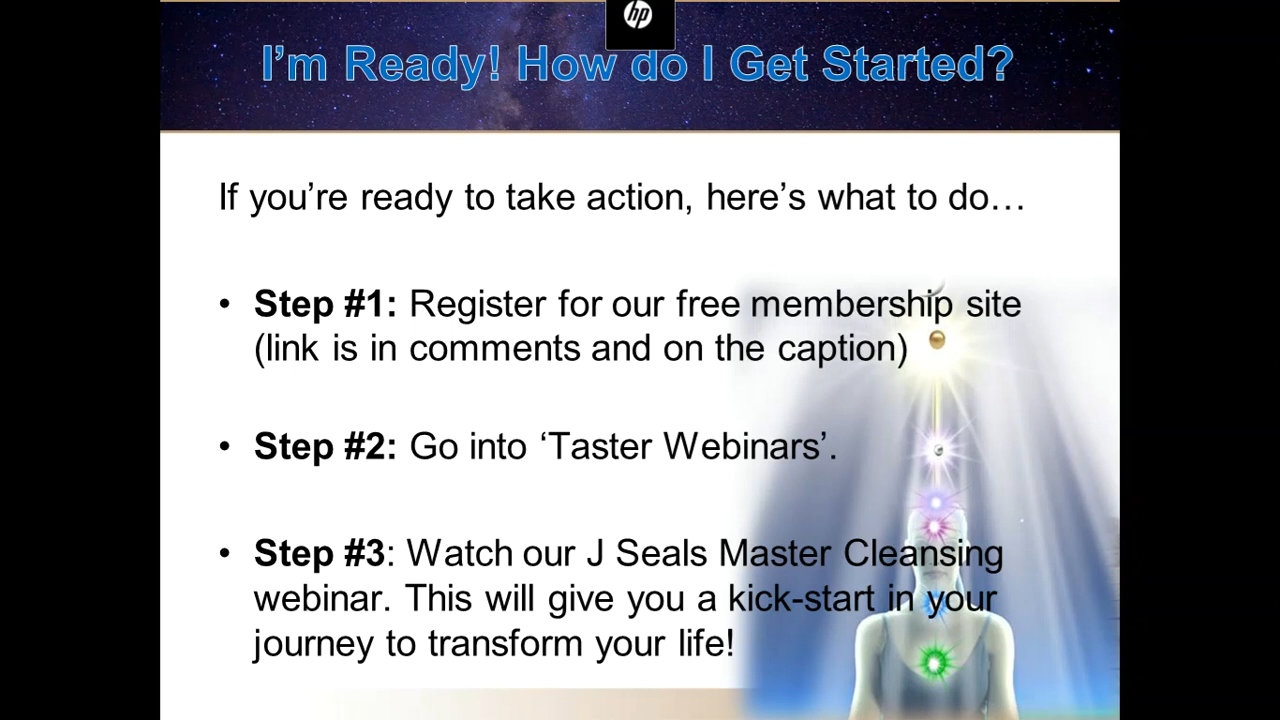 hp
I’m Ready! How do I Get Started?
If you’re ready to take action, here’s what to do…
• Step #1: Register for our free membership site
(link is in comments and on the caption)
• Step #2: Go into ‘Taster Webinars’.
• Step #3: Watch our J Seals Master Cleansing
webinar. This will give you a kick-start in your
journey to transform your life!